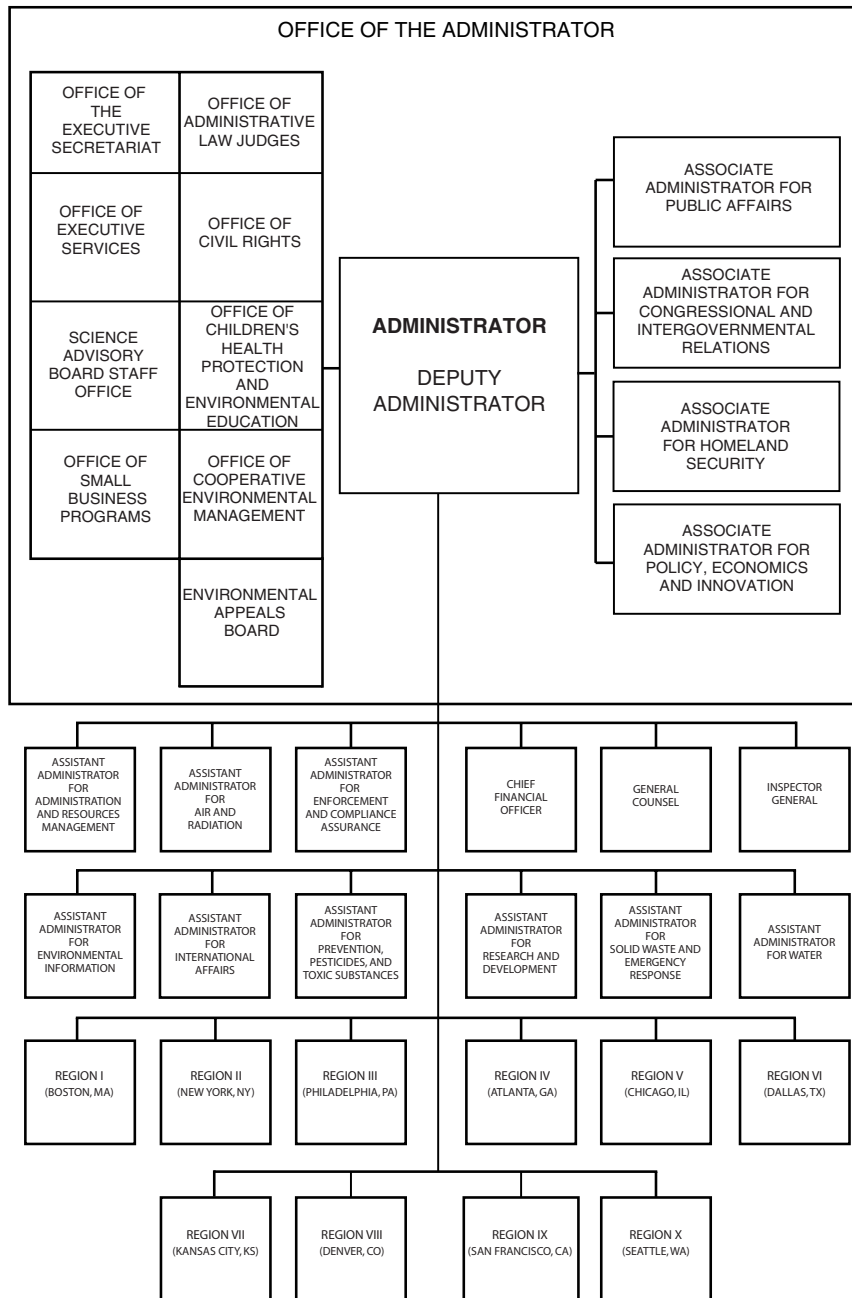 OFFICE OF THE ADMINISTRATOR
OFFICE OF
THE
EXECUTIVE
SECRETARIAT
OFFICE OF
ADMINISTRATIVE
LAW JUDGES
OFFICE OF
EXECUTIVE
SERVICES
OFFICE OF
CIVIL RIGHTS
SCIENCE
ADVISORY
BOARD STAFF
OFFICE
OFFICE OF
CHILDREN'S
HEALTH
PROTECTION
AND
ENVIRONMENTAL
EDUCATION
OFFICE OF
SMALL
BUSINESS
PROGRAMS
OFFICE OF
COOPERATIVE
ENVIRONMENTAL
MANAGEMENT
ENVIRONMENTAL
APPEALS
BOARD
ADMINISTRATOR
DEPUTY
ADMINISTRATOR
ASSOCIATE
ADMINISTRATOR FOR
PUBLIC AFFAIRS
ASSOCIATE
ADMINISTRATOR FOR
CONGRESSIONAL AND
INTERGOVERNMENTAL
RELATIONS
ASSOCIATE
ADMINISTRATOR
FOR HOMELAND
SECURITY
ASSOCIATE
ADMINISTRATOR FOR
POLICY, ECONOMICS
AND INNOVATION
ASSISTANT
ADMINISTRATOR
FOR
ADMINISTRATION
AND RESOURCES
MANAGEMENT
ASSISTANT
ADMINISTRATOR
FOR
AIR AND
RADIATION
ASSISTANT
ADMINISTRATOR
FOR
ENFORCEMENT
AND COMPLIANCE
ASSURANCE
CHIEF
FINANCIAL
OFFICER
GENERAL
COUNSEL
INSPECTOR
GENERAL
ASSISTANT
ADMINISTRATOR
FOR
ENVIRONMENTAL
INFORMATION
ASSISTANT
ADMINISTRATOR
FOR
INTERNATIONAL
AFFAIRS
ASSISTANT
ADMINISTRATOR
FOR
PREVENTION,
PESTICIDES, AND
TOXIC SUBSTANCES
ASSISTANT
ADMINISTRATOR
FOR
RESEARCH AND
DEVELOPMENT
ASSISTANT
ADMINISTRATOR
FOR
SOLID WASTE AND
EMERGENCY
RESPONSE
ASSISTANT
ADMINISTRATOR
FOR WATER
REGION I
(BOSTON, MA)
REGION II
(NEW YORK, NY)
REGION III
(PHILADELPHIA, PA)
REGION IV
(ATLANTA, GA)
REGION V
(CHICAGO, IL)
REGION VI
(DALLAS, TX)
REGION VII
(KANSAS CITY, KS)
REGION VIII
(DENVER, CO)
REGION IX
(SAN FRANCISCO, CA)
REGION X
(SEATTLE, WA)